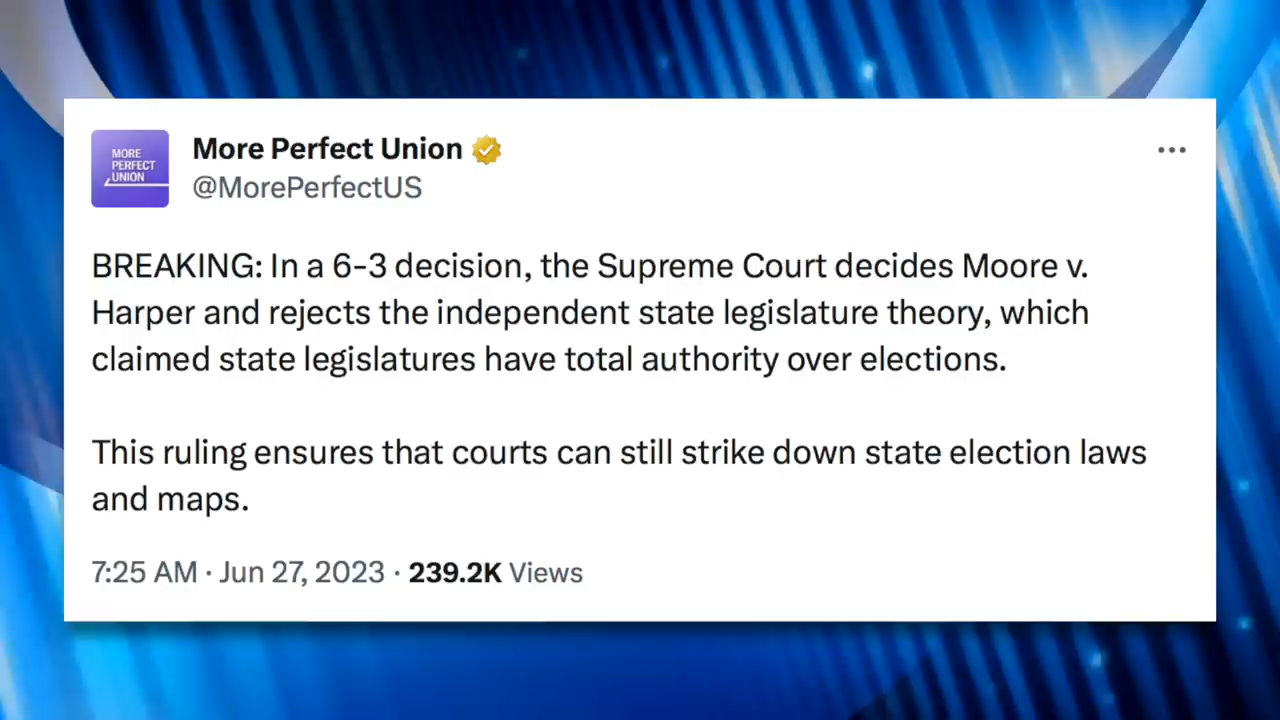 MORE
PERFECT
UNION
More Perfect Union
@MorePerfectUS
BREAKING: In a 6-3 decision, the Supreme Court decides Moore v.
Harper and rejects the independent state legislature theory, which
claimed state legislatures have total authority over elections.
This ruling ensures that courts can still strike down state election laws
and maps.
7:25 AM · Jun 27, 2023 · 239.2K Views